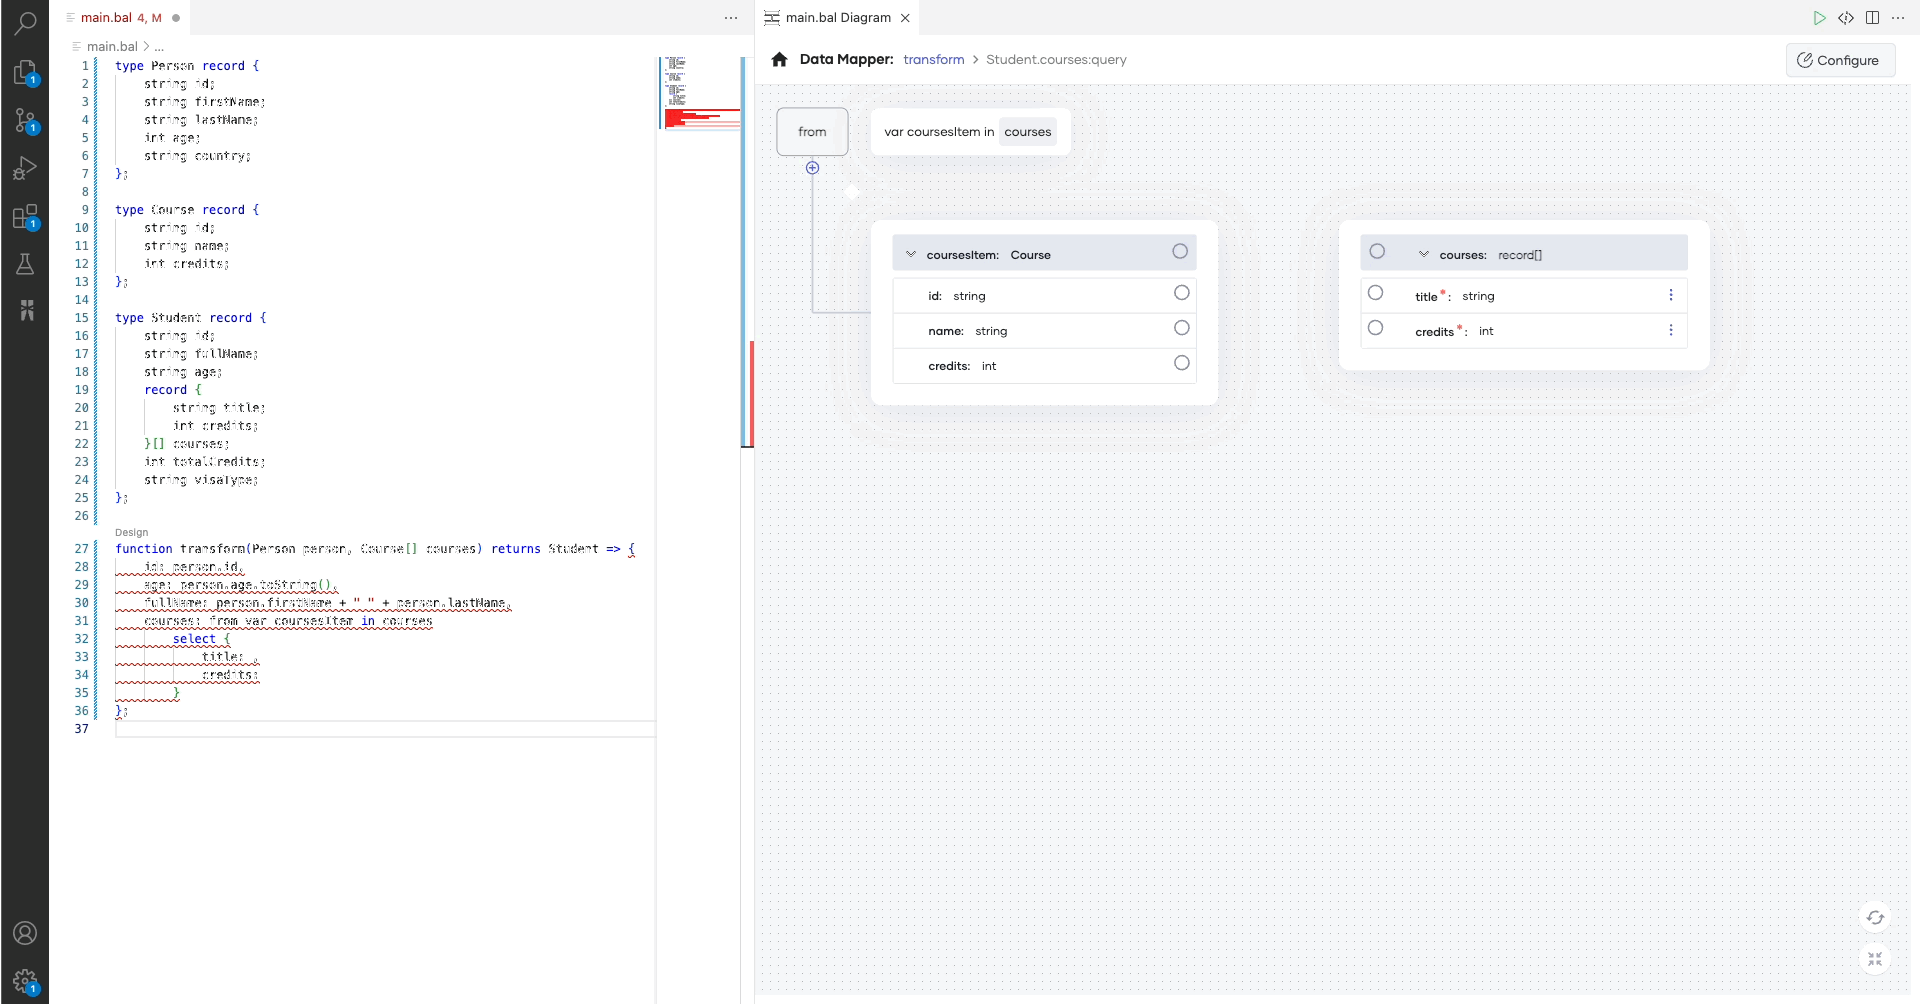 main.bal 4, M
main.bal > ...
1 type Person record {
2 string id;
3 string firstName;
4 string lastName;
5 int age;
6 string country;
7 };
8
9 type Course record {
10 string id;
11 string name;
12 int credits;
13 };
14
15 type Student record {
16 string id;
17 string fullName;
18 string age;
19 record {
20 string title;
21 int credits;
22 }[] courses;
23 int totalCredits;
24 string visaType;
25 };
26
Design
27 function transform(Person person, Course[] courses) returns Student => {
28 id: person.id,
29 age: person.age.toString(),
30 fullName: person.firstName + " " + person.lastName,
31 courses: from var coursesItem in courses
32 select {
33 title: ,
34 credits:
35 }
36 };
37
1
1
1
1
main.bal Diagram
Data Mapper: transform > Student.courses:query
Configure
from
var coursesItem in courses
coursesItem: Course
id: string
name: string
credits: int
courses: record[]
title*: string
credits*: int